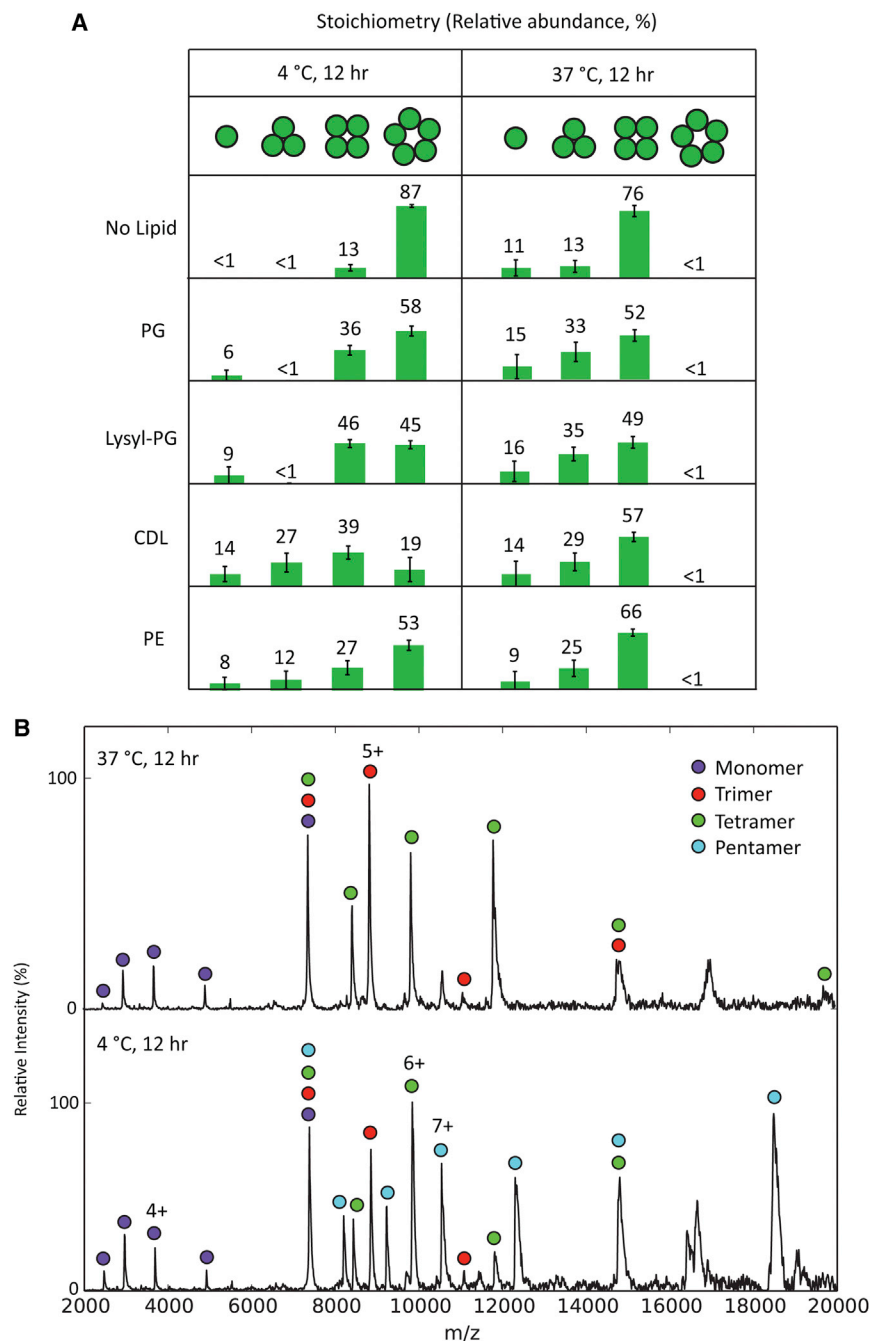 A
Stoichiometry (Relative abundance, %)
4 °C, 12 hr 37 °C, 12 hr
No Lipid <1 <1 13 87 11 13 76 <1
PG 6 <1 36 58 15 33 52 <1
Lysyl-PG 9 <1 46 45 16 35 49 <1
CDL 14 27 39 19 14 29 57 <1
PE 8 12 27 53 9 25 66 <1
B
37 °C, 12 hr
5+
100
0
Monomer
Trimer
Tetramer
Pentamer
Relative Intensity (%)
4 °C, 12 hr
100
0
4+
6+
7+
2000 4000 6000 8000 10000 12000 14000 16000 18000 20000
m/z